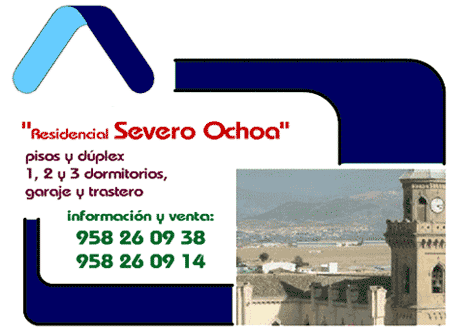 "Residencial Severo Ochoa"
pisos y dúplex
1, 2 y 3 dormitorios,
garaje y trastero
información y venta:
958 26 09 38
958 26 09 14